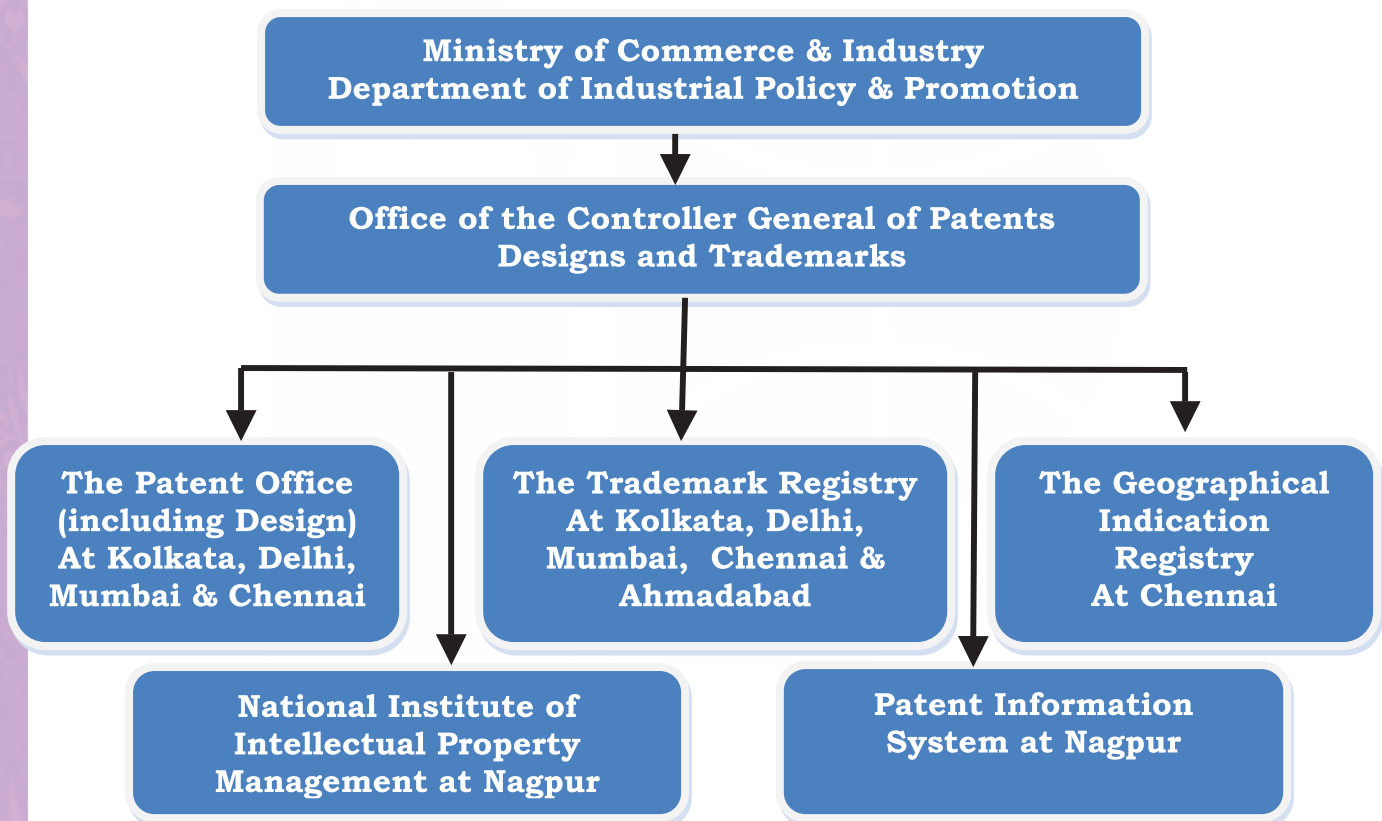 Ministry of Commerce & Industry
Department of Industrial Policy & Promotion
Office of the Controller General of Patents
Designs and Trademarks
The Patent Office
(including Design)
At Kolkata, Delhi,
Mumbai & Chennai
The Trademark Registry
At Kolkata, Delhi,
Mumbai, Chennai &
Ahmadabad
The Geographical
Indication
Registry
At Chennai
National Institute of
Intellectual Property
Management at Nagpur
Patent Information
System at Nagpur